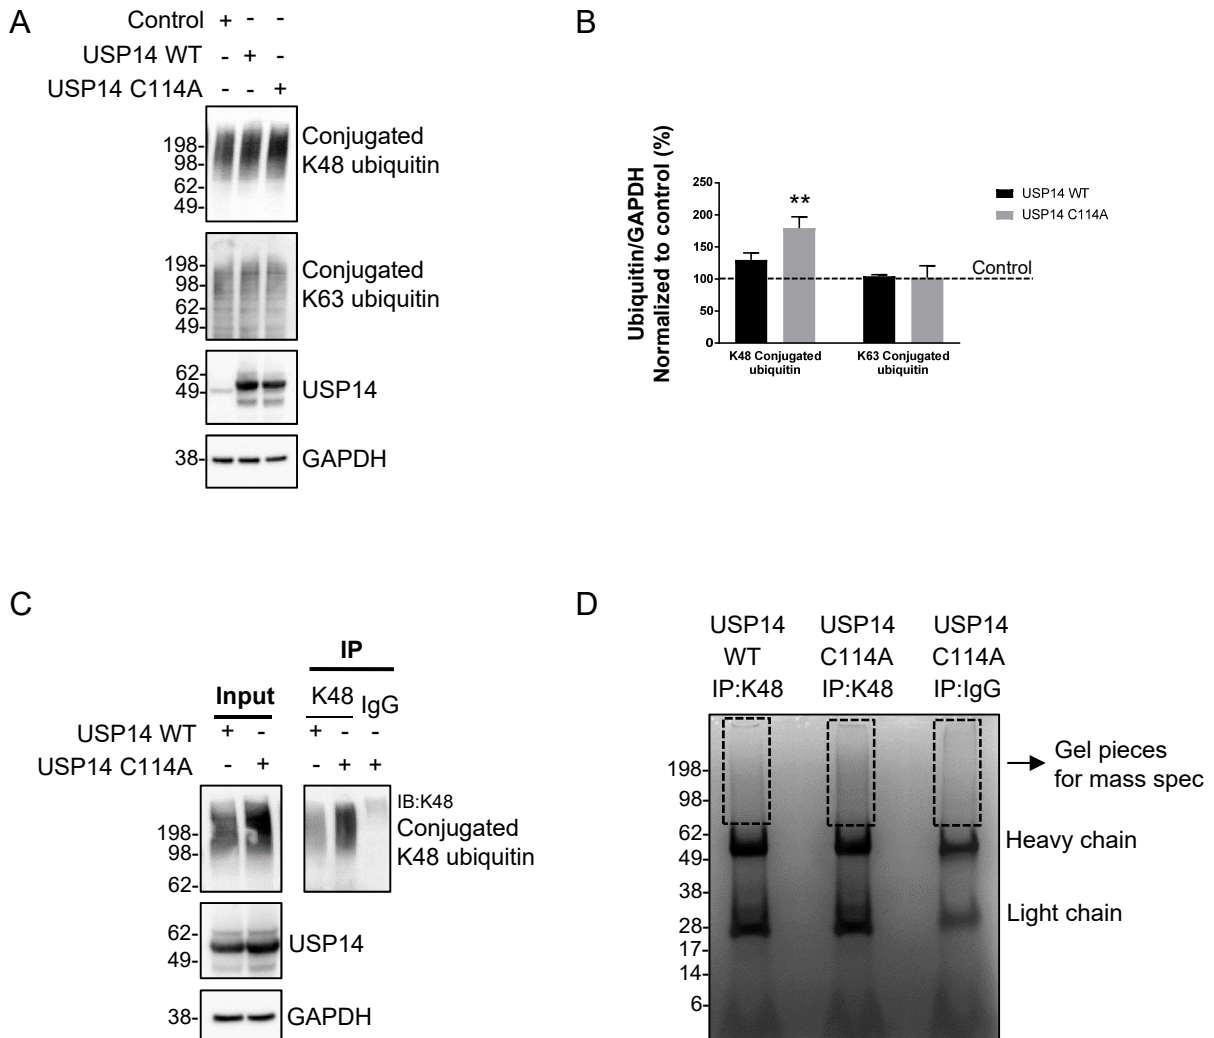 A
Control + - -
USP14 WT - + -
USP14 C114A - - +
198-
98-
62-
49-
Conjugated
K48 ubiquitin
198-
98-
62-
49-
Conjugated
K63 ubiquitin
62-
49-
USP14
38-
GAPDH
B
Ubiquitin/GAPDH
Normalized to control (%)
250
200
150
100
50
0
**
USP14 WT
USP14 C114A
Control
K48 Conjugated
ubiquitin
K63 Conjugated
ubiquitin
C
IP
Input K48 IgG
USP14 WT + - + - -
USP14 C114A - + - + +
198-
98-
62-
IB:K48
Conjugated
K48 ubiquitin
62-
49-
USP14
38-
GAPDH
D
USP14
WT
IP:K48
USP14
C114A
IP:K48
USP14
C114A
IP:IgG
198-
98-
62-
49-
38-
28-
17-
14-
6-
Gel pieces
for mass spec
Heavy chain
Light chain